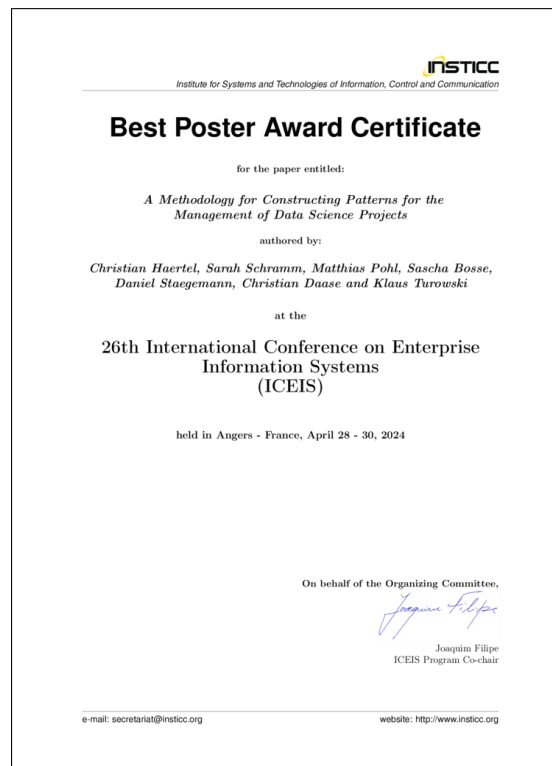 INSTICC
Institute for Systems and Technologies of Information, Control and Communication
Best Poster Award Certificate
for the paper entitled:
A Methodology for Constructing Patterns for the
Management of Data Science Projects
authored by:
Christian Haertel, Sarah Schramm, Matthias Pohl, Sascha Bosse,
Daniel Staegemann, Christian Daase and Klaus Turowski
at the
26th International Conference on Enterprise
Information Systems
(ICEIS)
held in Angers - France, April 28 - 30, 2024
On behalf of the Organizing Committee,
Joaquim Filipe
Joaquim Filipe
ICEIS Program Co-chair
e-mail: secretariat@insticc.org website: http://www.insticc.org